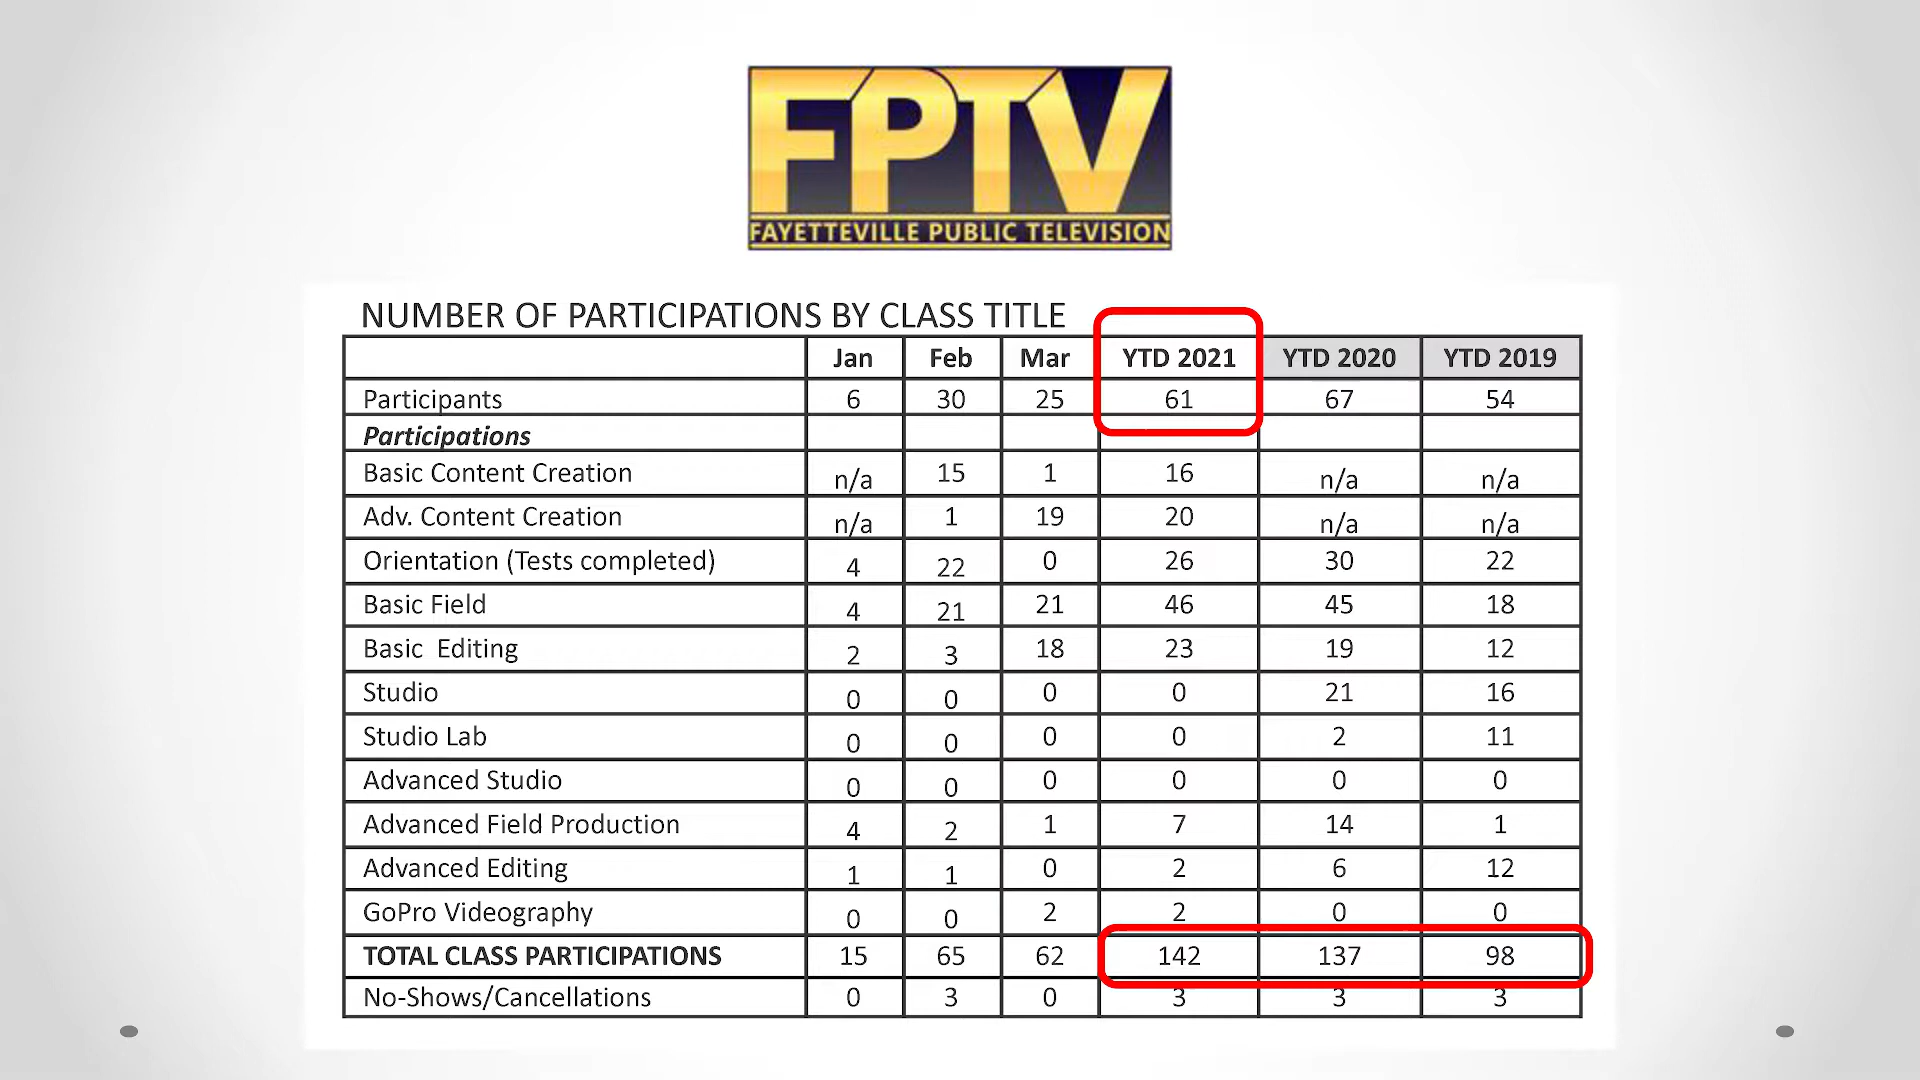 FPTV
FAYETTEVILLE PUBLIC TELEVISION
NUMBER OF PARTICIPATIONS BY CLASS TITLE
Jan Feb Mar YTD 2021 YTD 2020 YTD 2019
Participants 6 30 25 61 67 54
Participations
Basic Content Creation n/a 15 1 16 n/a n/a
Adv. Content Creation n/a 1 19 20 n/a n/a
Orientation (Tests completed) 4 22 0 26 30 22
Basic Field 4 21 21 46 45 18
Basic Editing 2 3 18 23 19 12
Studio 0 0 0 0 21 16
Studio Lab 0 0 0 0 2 11
Advanced Studio 0 0 0 0 0 0
Advanced Field Production 4 2 1 7 14 1
Advanced Editing 1 1 0 2 6 12
GoPro Videography 0 0 2 2 0 0
TOTAL CLASS PARTICIPATIONS 15 65 62 142 137 98
No-Shows/Cancellations 0 3 0 3 3 3